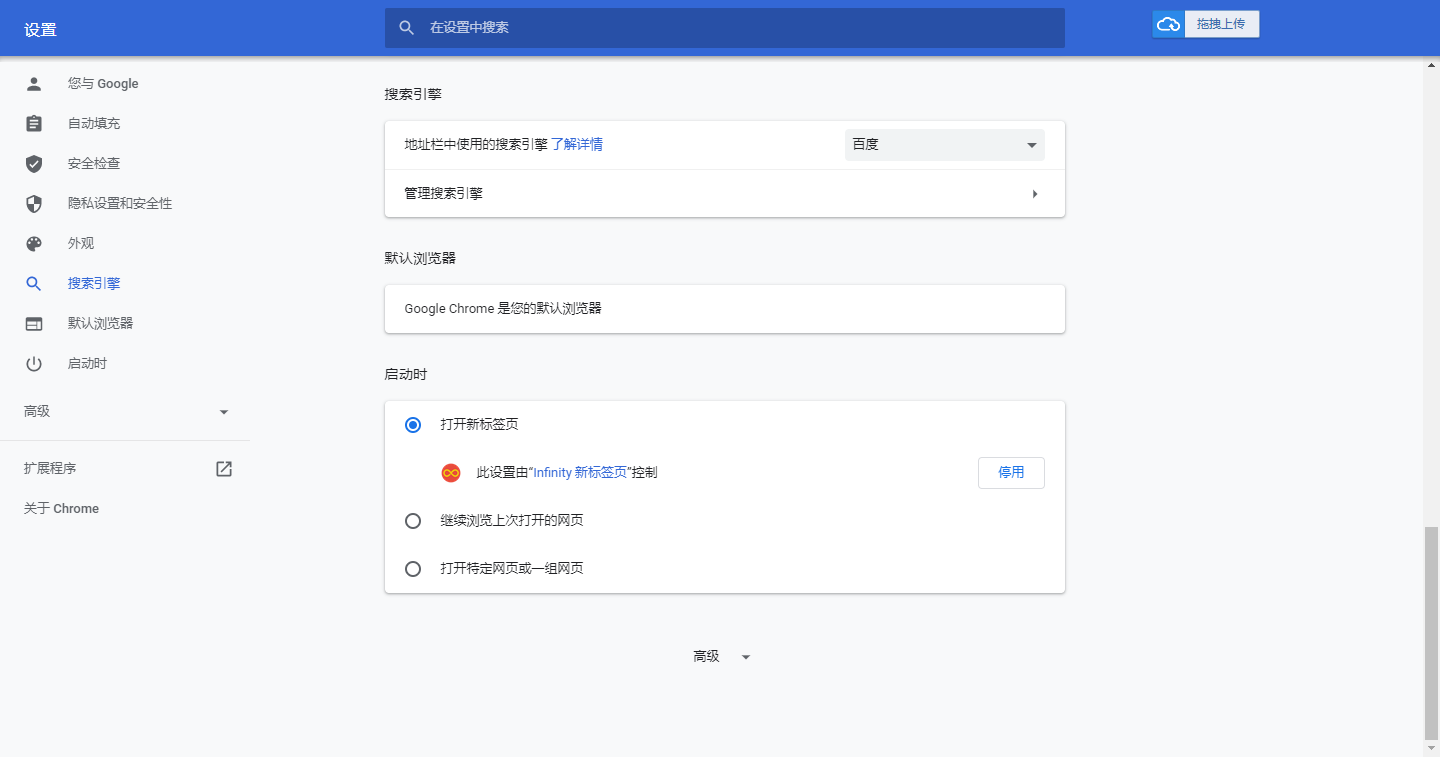 设置
在设置中搜索
拖拽上传
您与 Google
自动填充
安全检查
隐私设置和安全性
外观
搜索引擎
默认浏览器
启动时
高级
扩展程序
关于 Chrome
搜索引擎
地址栏中使用的搜索引擎 了解详情
百度
管理搜索引擎
默认浏览器
Google Chrome 是您的默认浏览器
启动时
打开新标签页
此设置由“Infinity 新标签页”控制
停用
继续浏览上次打开的网页
打开特定网页或一组网页
高级